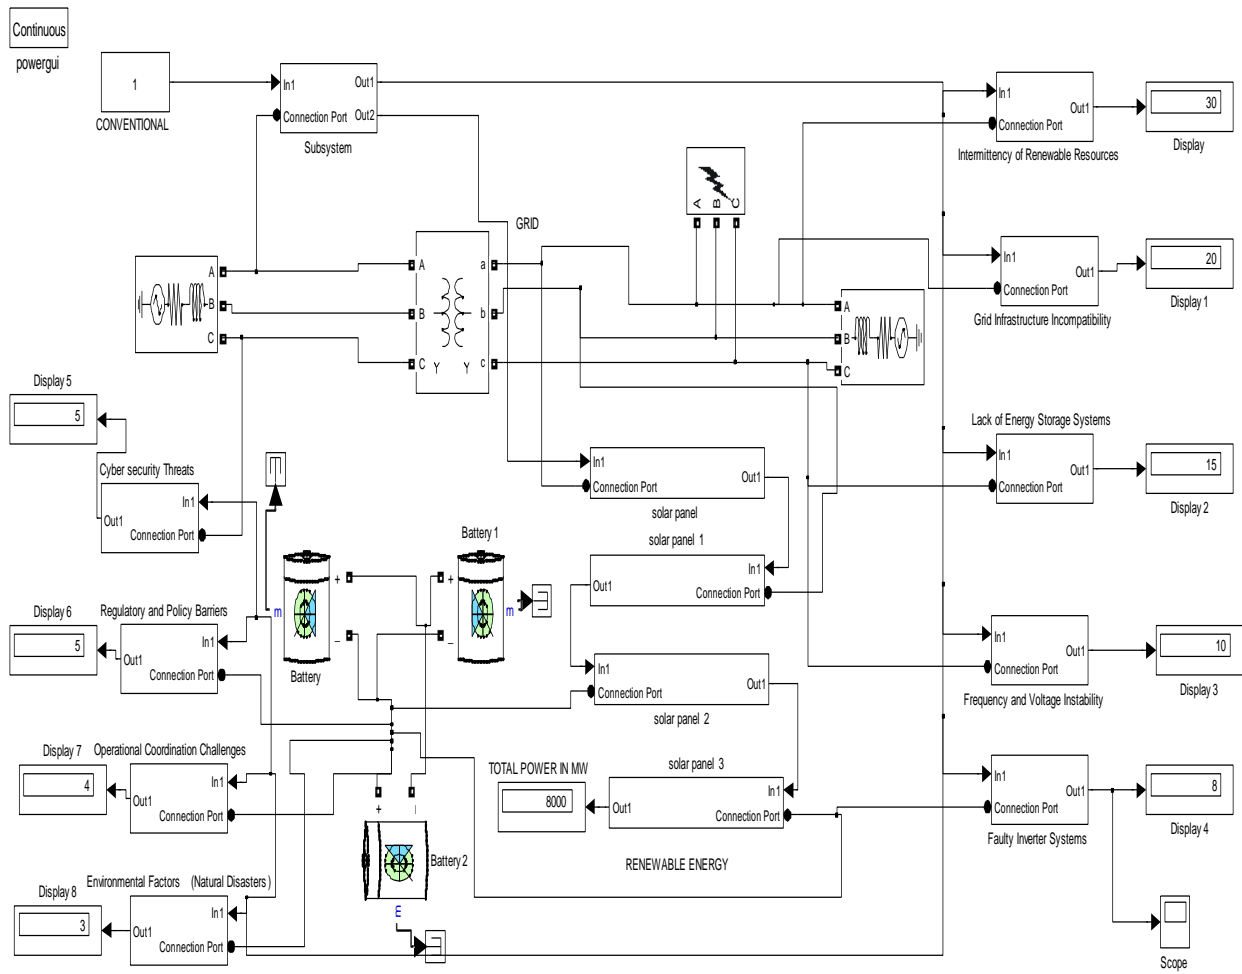 Continuous
powergui
1
CONVENTIONAL
In1
Out1
Connection Port
Out2
Subsystem
In1
Out1
Connection Port
Intermittency of Renewable Resources
30
Display
A
B
C
GRID
A
B
C
A
B
C
a
b
c
Y
Y
A
B
C
In1
Out1
Connection Port
Grid Infrastructure Incompatibility
20
Display 1
Display 5
5
Cyber security Threats
In1
Out1
Connection Port
Lack of Energy Storage Systems
In1
Out1
Connection Port
15
Display 2
In1
Out1
Connection Port
solar panel
solar panel 1
In1
Out1
Connection Port
Battery 1
+
_
m
+
_
m
Battery
Display 6
5
Regulatory and Policy Barriers
In1
Out1
Connection Port
In1
Out1
Connection Port
solar panel 2
In1
Out1
Connection Port
Frequency and Voltage Instability
10
Display 3
Display 7
4
Operational Coordination Challenges
In1
Out1
Connection Port
+
_
Battery 2
m
TOTAL POWER IN MW
8000
solar panel 3
In1
Out1
Connection Port
RENEWABLE ENERGY
In1
Out1
Connection Port
Faulty Inverter Systems
8
Display 4
Display 8
3
Environmental Factors (Natural Disasters)
In1
Out1
Connection Port
Scope